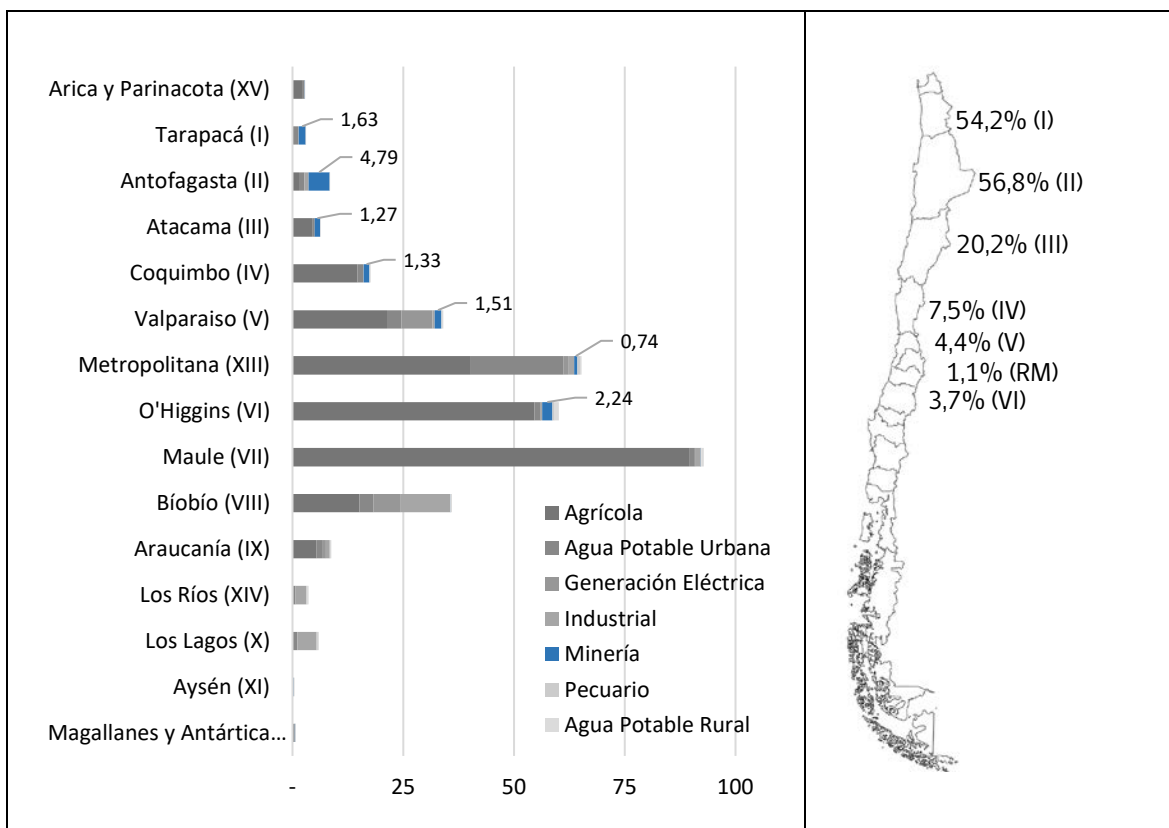 Arica y Parinacota (XV)
Tarapacá (I)
1,63
Antofagasta (II)
4,79
Atacama (III)
1,27
Coquimbo (IV)
1,33
Valparaiso (V)
1,51
Metropolitana (XIII)
0,74
O'Higgins (VI)
2,24
Maule (VII)
Bíobío (VIII)
Araucanía (IX)
Los Ríos (XIV)
Los Lagos (X)
Aysén (XI)
Magallanes y Antártica...
Agrícola
Agua Potable Urbana
Generación Eléctrica
Industrial
Minería
Pecuario
Agua Potable Rural
- 25 50 75 100
54,2% (I)
56,8% (II)
20,2% (III)
7,5% (IV)
4,4% (V)
1,1% (RM)
3,7% (VI)